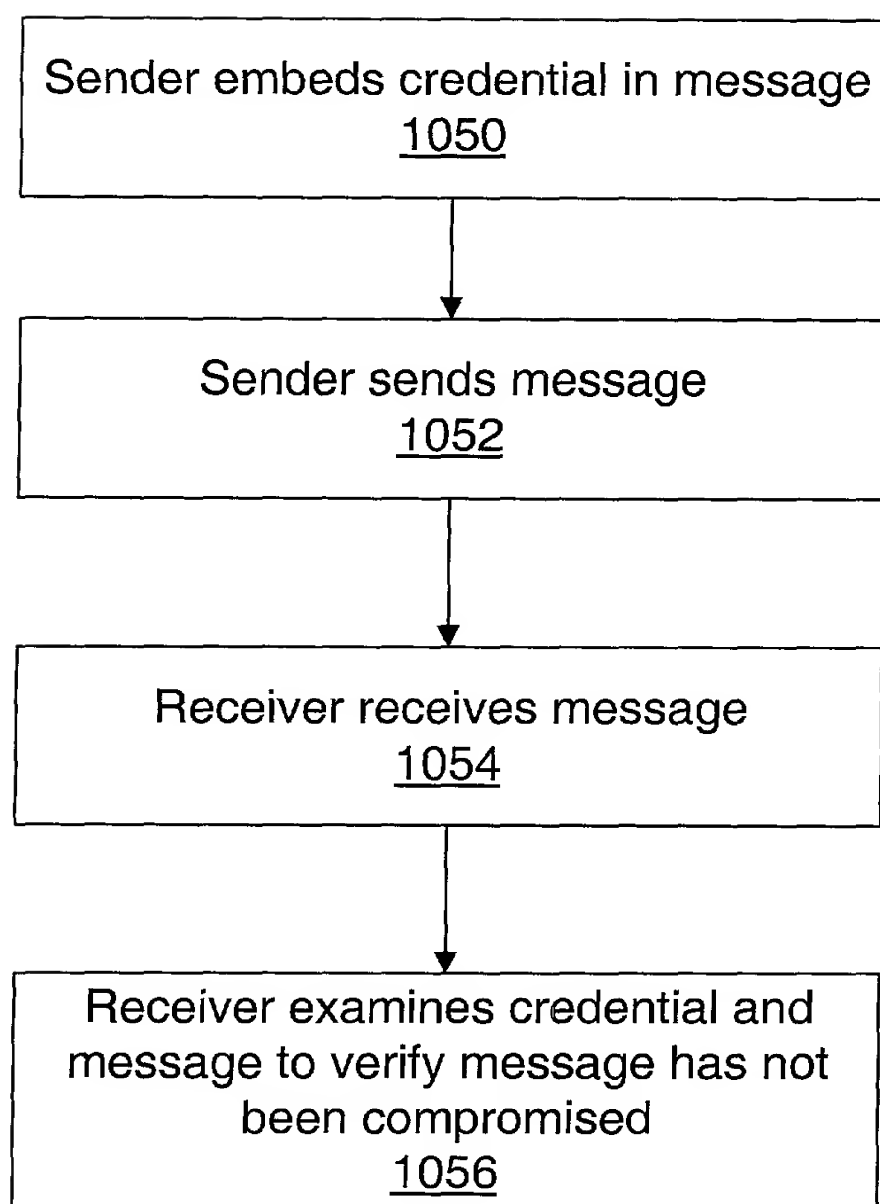 Sender embeds credential in message
1050
Sender sends message
1052
Receiver receives message
1054
Receiver examines credential and
message to verify message has not
been compromised
1056